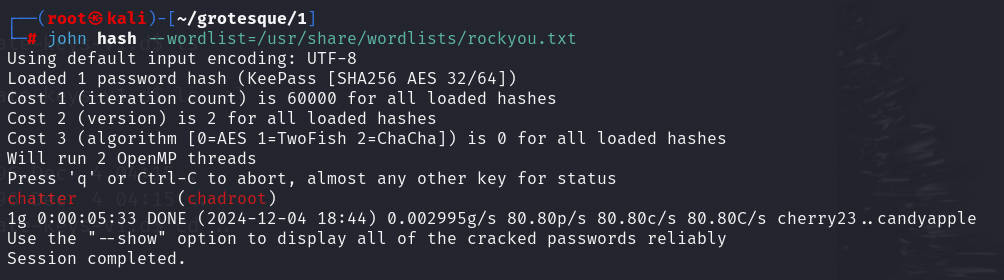 ┌──(root㉿kali)-[~/grotesque/1]
└─# john hash --wordlist=/usr/share/wordlists/rockyou.txt
Using default input encoding: UTF-8
Loaded 1 password hash (KeePass [SHA256 AES 32/64])
Cost 1 (iteration count) is 60000 for all loaded hashes
Cost 2 (version) is 2 for all loaded hashes
Cost 3 (algorithm [0=AES 1=TwoFish 2=ChaCha]) is 0 for all loaded hashes
Will run 2 OpenMP threads
Press 'q' or Ctrl-C to abort, almost any other key for status
chatter          (chadroot)
1g 0:00:05:33 DONE (2024-12-04 18:44) 0.002995g/s 80.80p/s 80.80c/s 80.80C/s cherry23..candyapple
Use the "--show" option to display all of the cracked passwords reliably
Session completed.